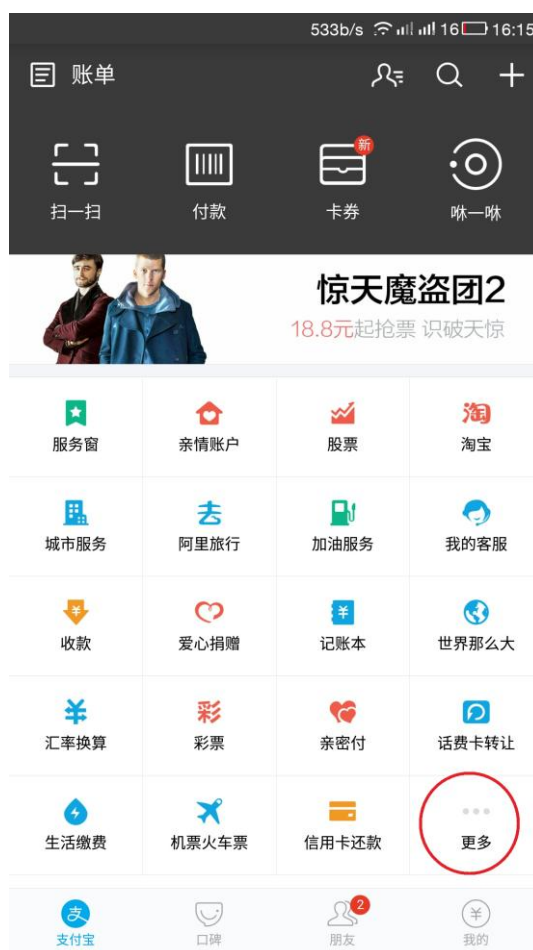 533b/s 16 16:15
账单
新
扫一扫 付款 卡券 咻一咻
惊天魔盗团2
18.8元起抢票 识破天惊
淘
服务窗 亲情账户 股票 淘宝
去
城市服务 阿里旅行 加油服务 我的客服
¥ ¥
收款 爱心捐赠 记账本 世界那么大
彩
汇率换算 彩票 亲密付 话费卡转让
生活缴费 机票火车票 信用卡还款 更多
支 2 ¥
支付宝 口碑 朋友 我的